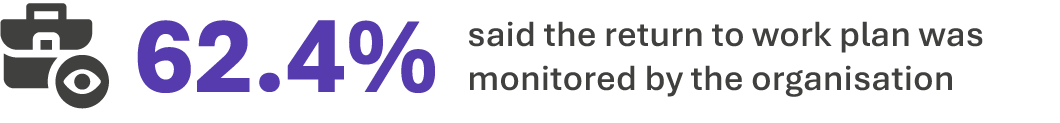 62.4%
said the return to work plan was
monitored by the organisation